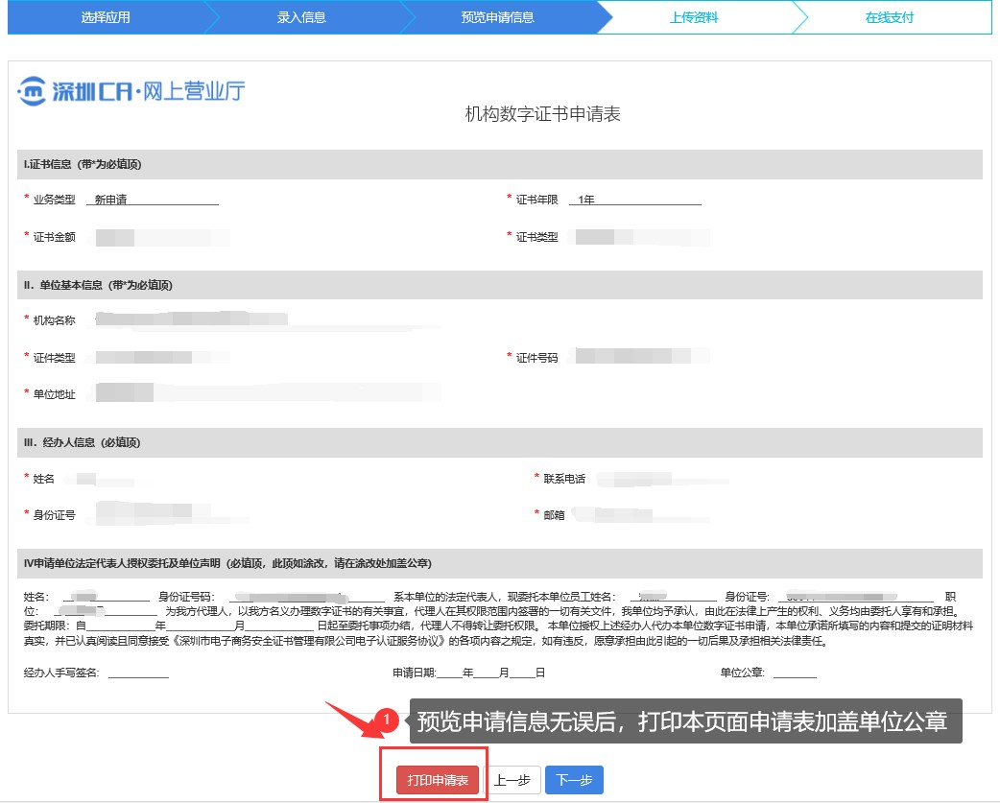 选择应用 录入信息 预览申请信息 上传资料 在线支付
深圳CA·网上营业厅
机构数字证书申请表
I.证书信息（带*为必填项）
* 业务类型 新申请 * 证书年限 1年
* 证书金额 * 证书类型
II．单位基本信息（带*为必填项）
* 机构名称
* 证件类型 * 证件号码
* 单位地址
III．经办人信息（必填项）
* 姓名 * 联系电话
* 身份证号 * 邮箱
IV申请单位法定代表人授权委托及单位声明（必填项，此项如涂改，请在涂改处加盖公章）
姓名： 身份证号码： 系本单位的法定代表人，现委托本单位员工姓名： 身份证号： 职
位： 为我方代理人，以我方名义办理数字证书的有关事宜，代理人在其权限范围内签署的一切有关文件，我单位均予承认，由此在法律上产生的权利、义务均由委托人享有和承担。
委托期限：自____年____月____日起至委托事项办结，代理人不得转让委托权限。 本单位授权上述经办人代办本单位数字证书申请，本单位承诺所填写的内容和提交的证明材料
真实，并已认真阅读且同意接受《深圳市电子商务安全证书管理有限公司电子认证服务协议》的各项内容之规定，如有违反，愿意承担由此引起的一切后果及承担相关法律责任。
经办人手写签名: ____ 申请日期:____年____月____日 单位公章: ____
1 预览申请信息无误后，打印本页面申请表加盖单位公章
打印申请表 上一步 下一步